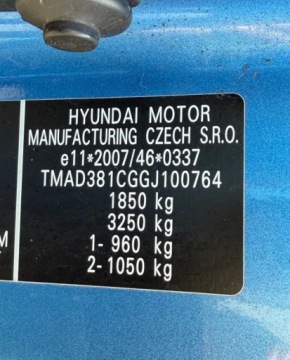 HYUNDAI MOTOR
MANUFACTURING CZECH S.R.O.
e11*2007/46*0337
TMAD381CGGJ100764
1850 kg
3250 kg
1- 960 kg
2- 1050 kg
M